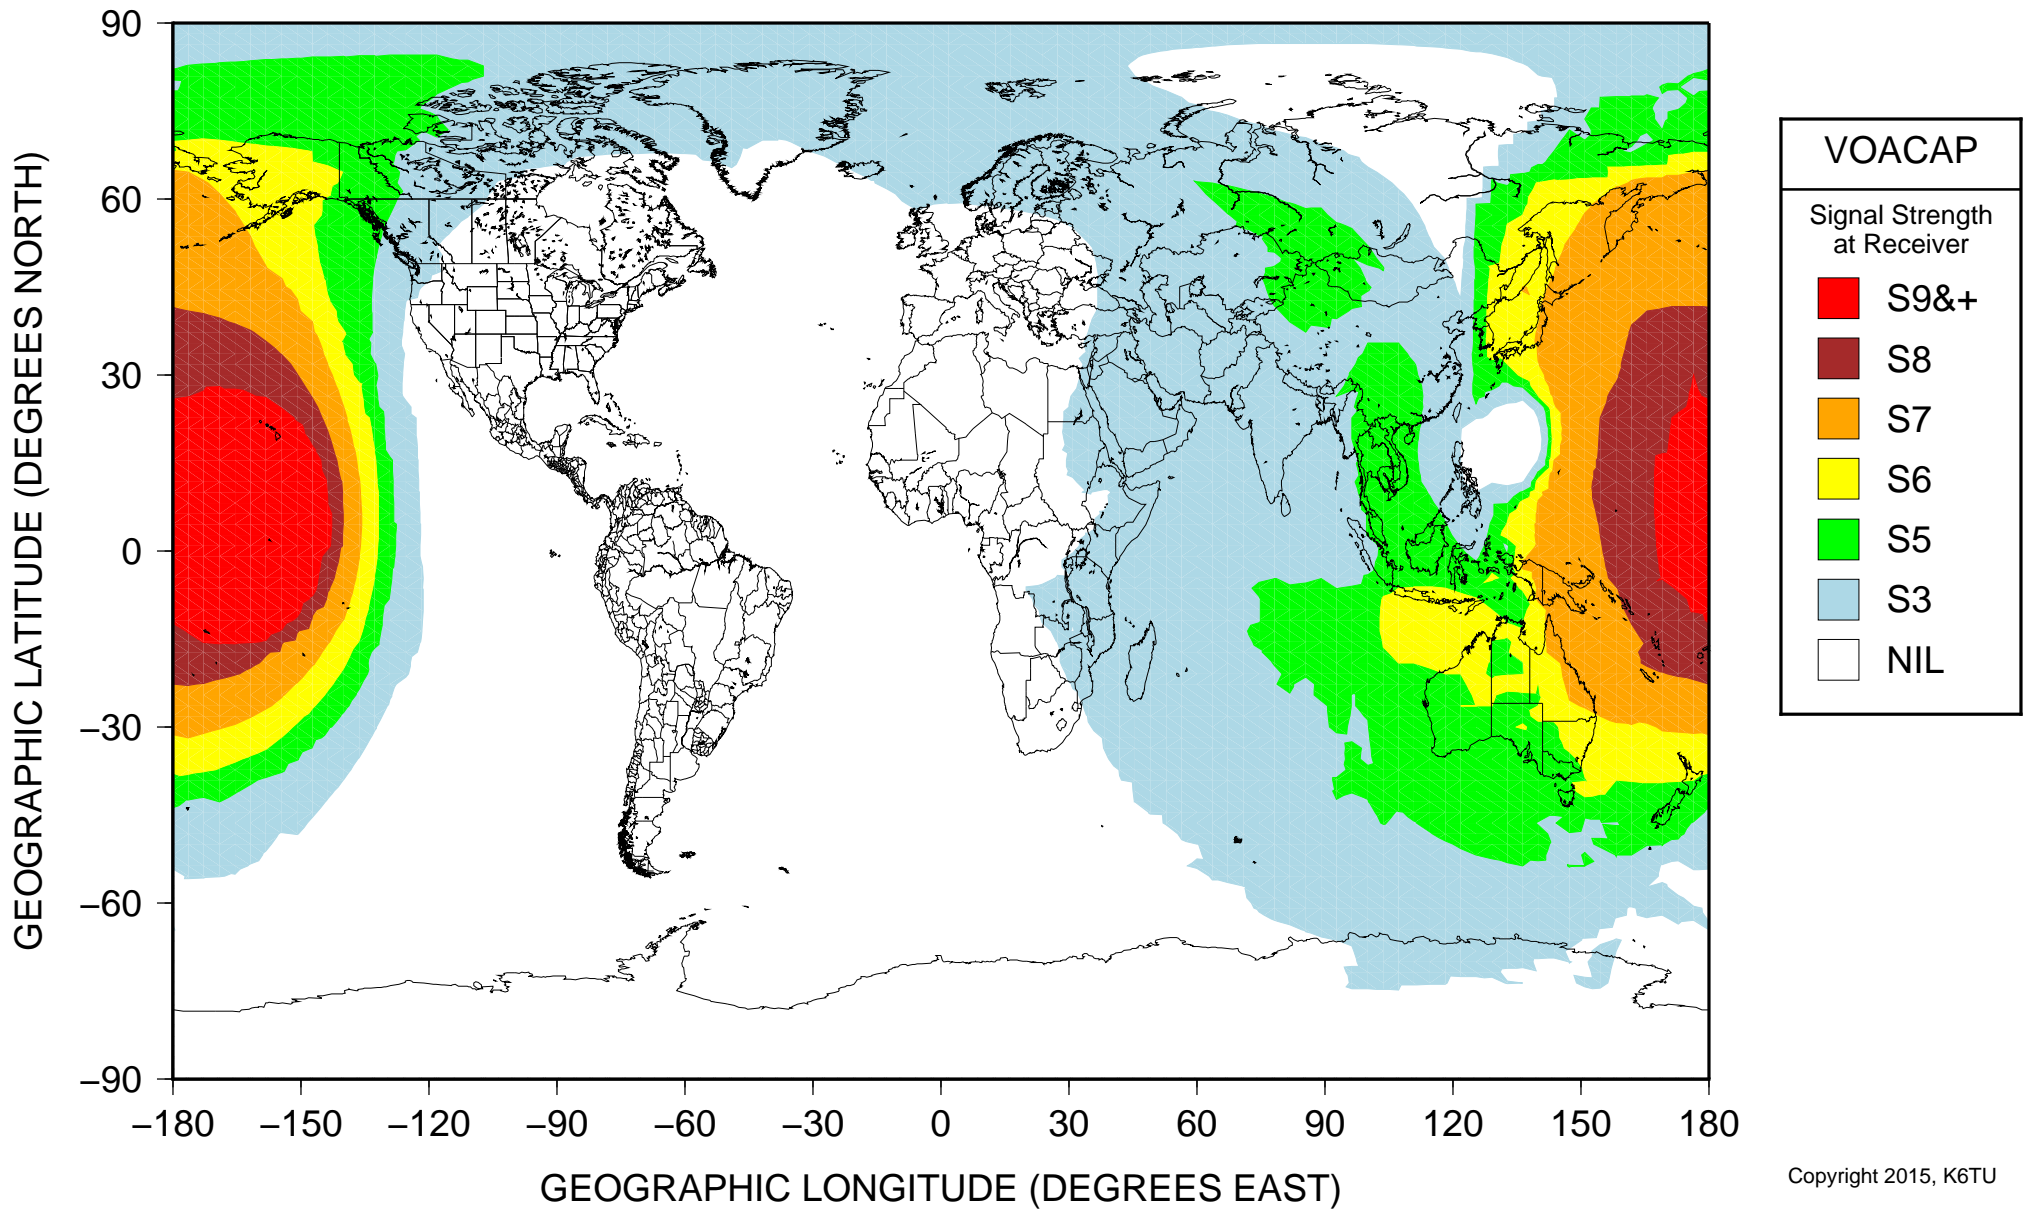 90
60
30
0
−30
−60
−90
GEOGRAPHIC LATITUDE (DEGREES NORTH)
−180 −150 −120 −90 −60 −30 0 30 60 90 120 150 180
GEOGRAPHIC LONGITUDE (DEGREES EAST)
VOACAP
Signal Strength
at Receiver
S9&+
S8
S7
S6
S5
S3
NIL
Copyright 2015, K6TU